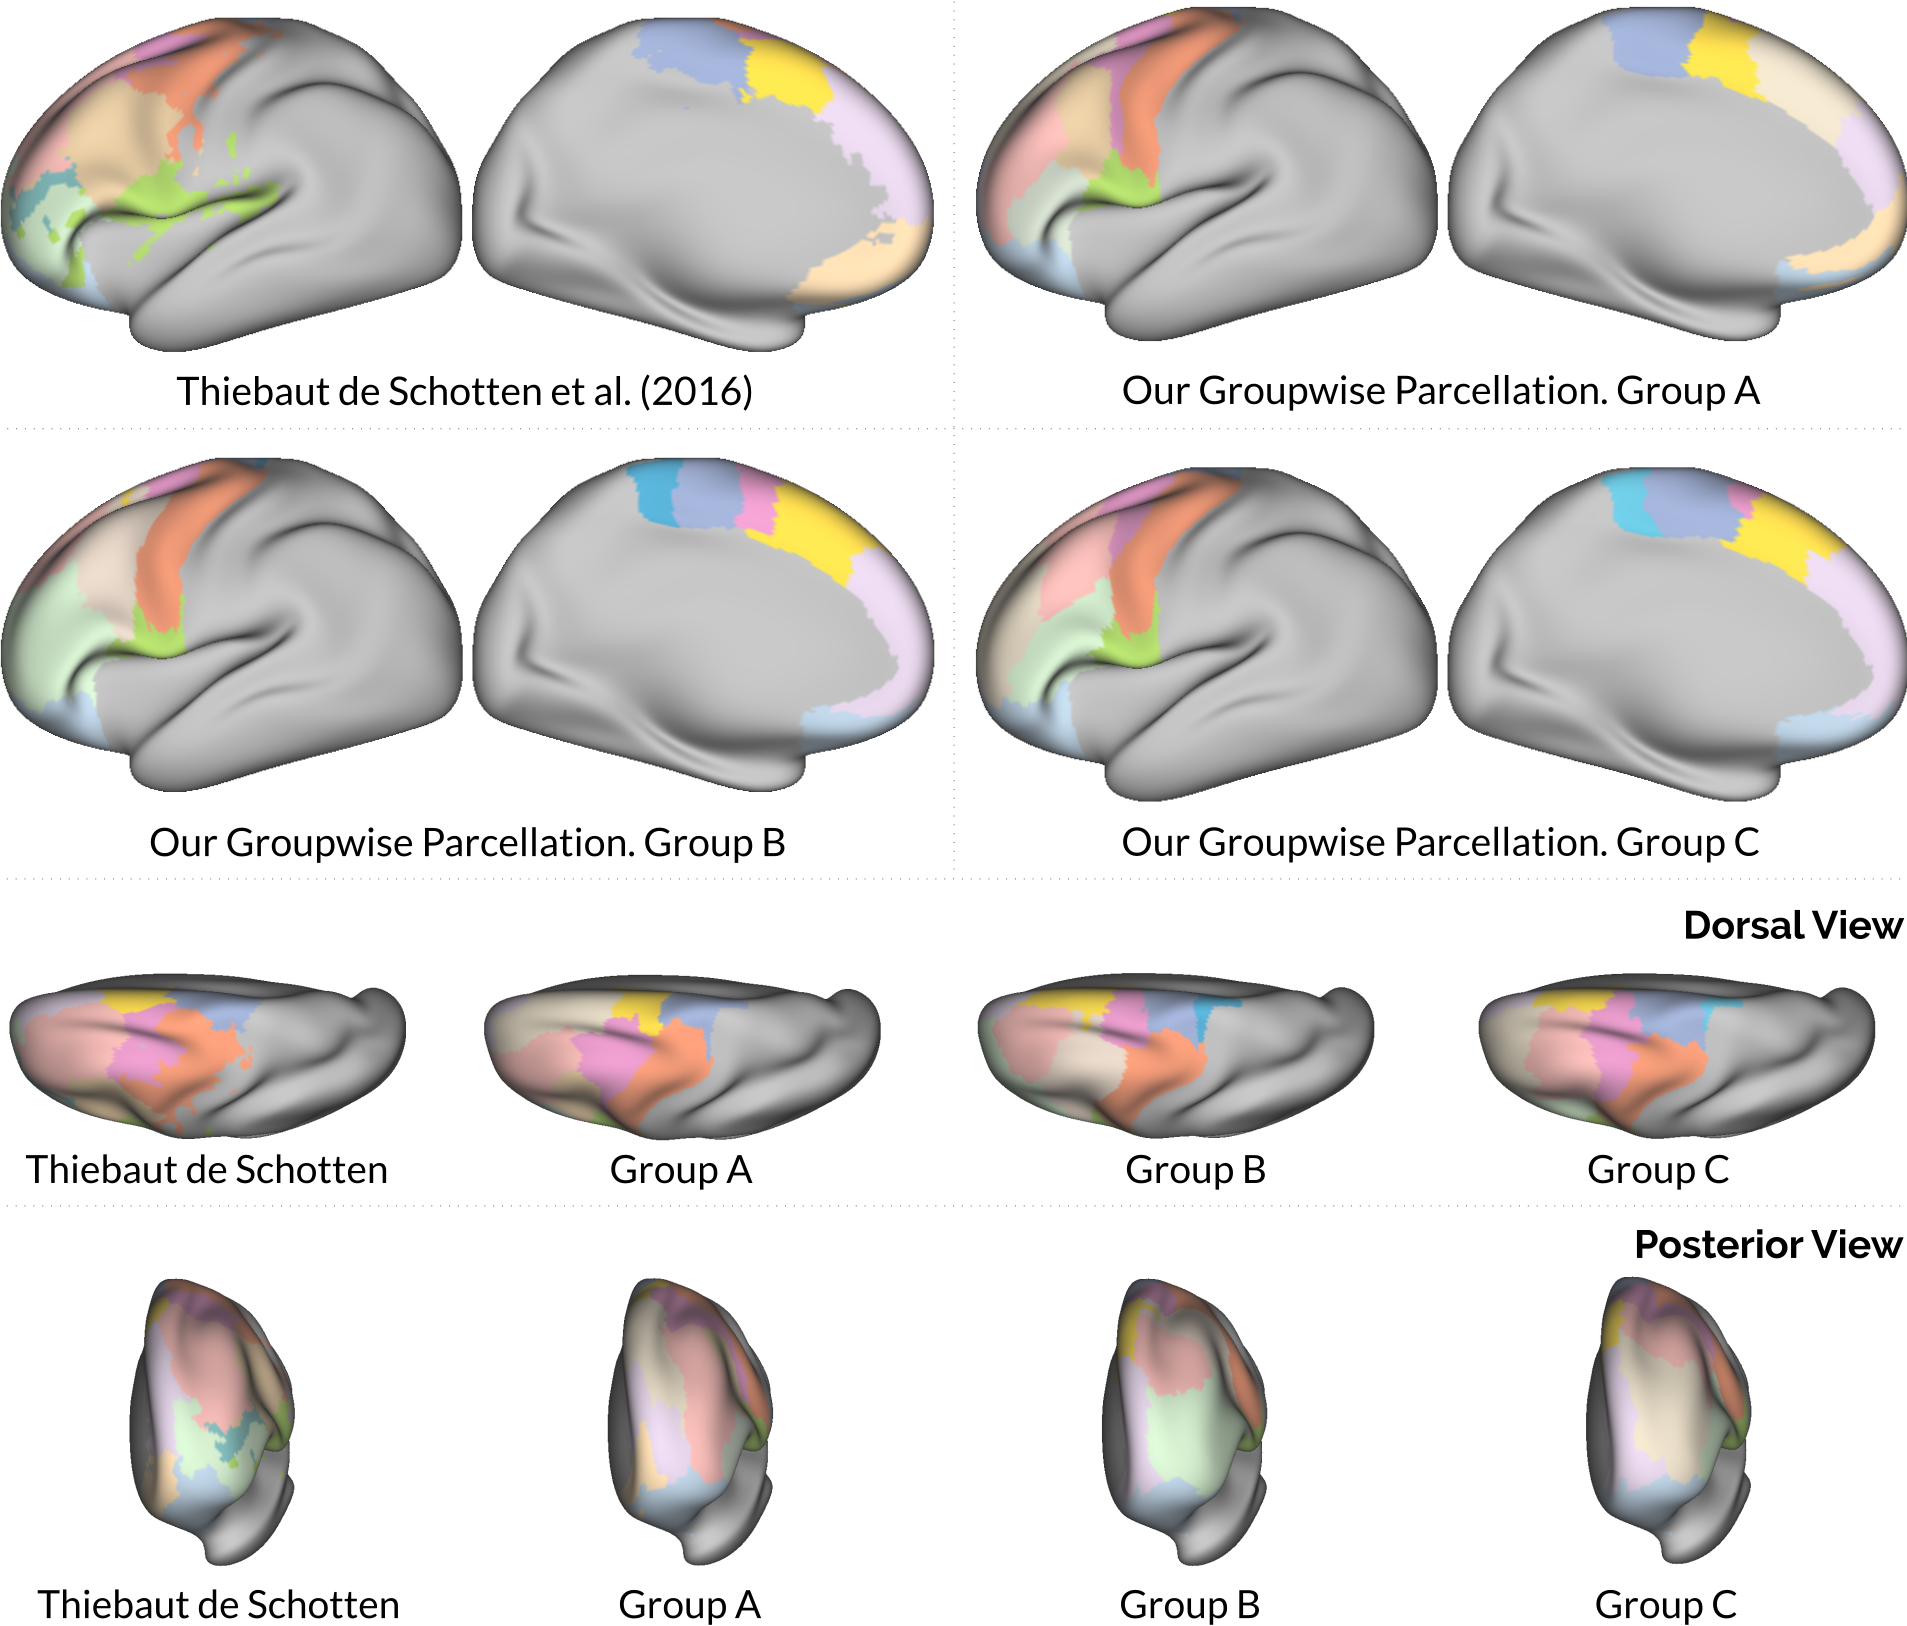 Thiebaut de Schotten et al. (2016)
Our Groupwise Parcellation. Group A
Our Groupwise Parcellation. Group B
Our Groupwise Parcellation. Group C
Dorsal View
Thiebaut de Schotten
Group A
Group B
Group C
Posterior View
Thiebaut de Schotten
Group A
Group B
Group C